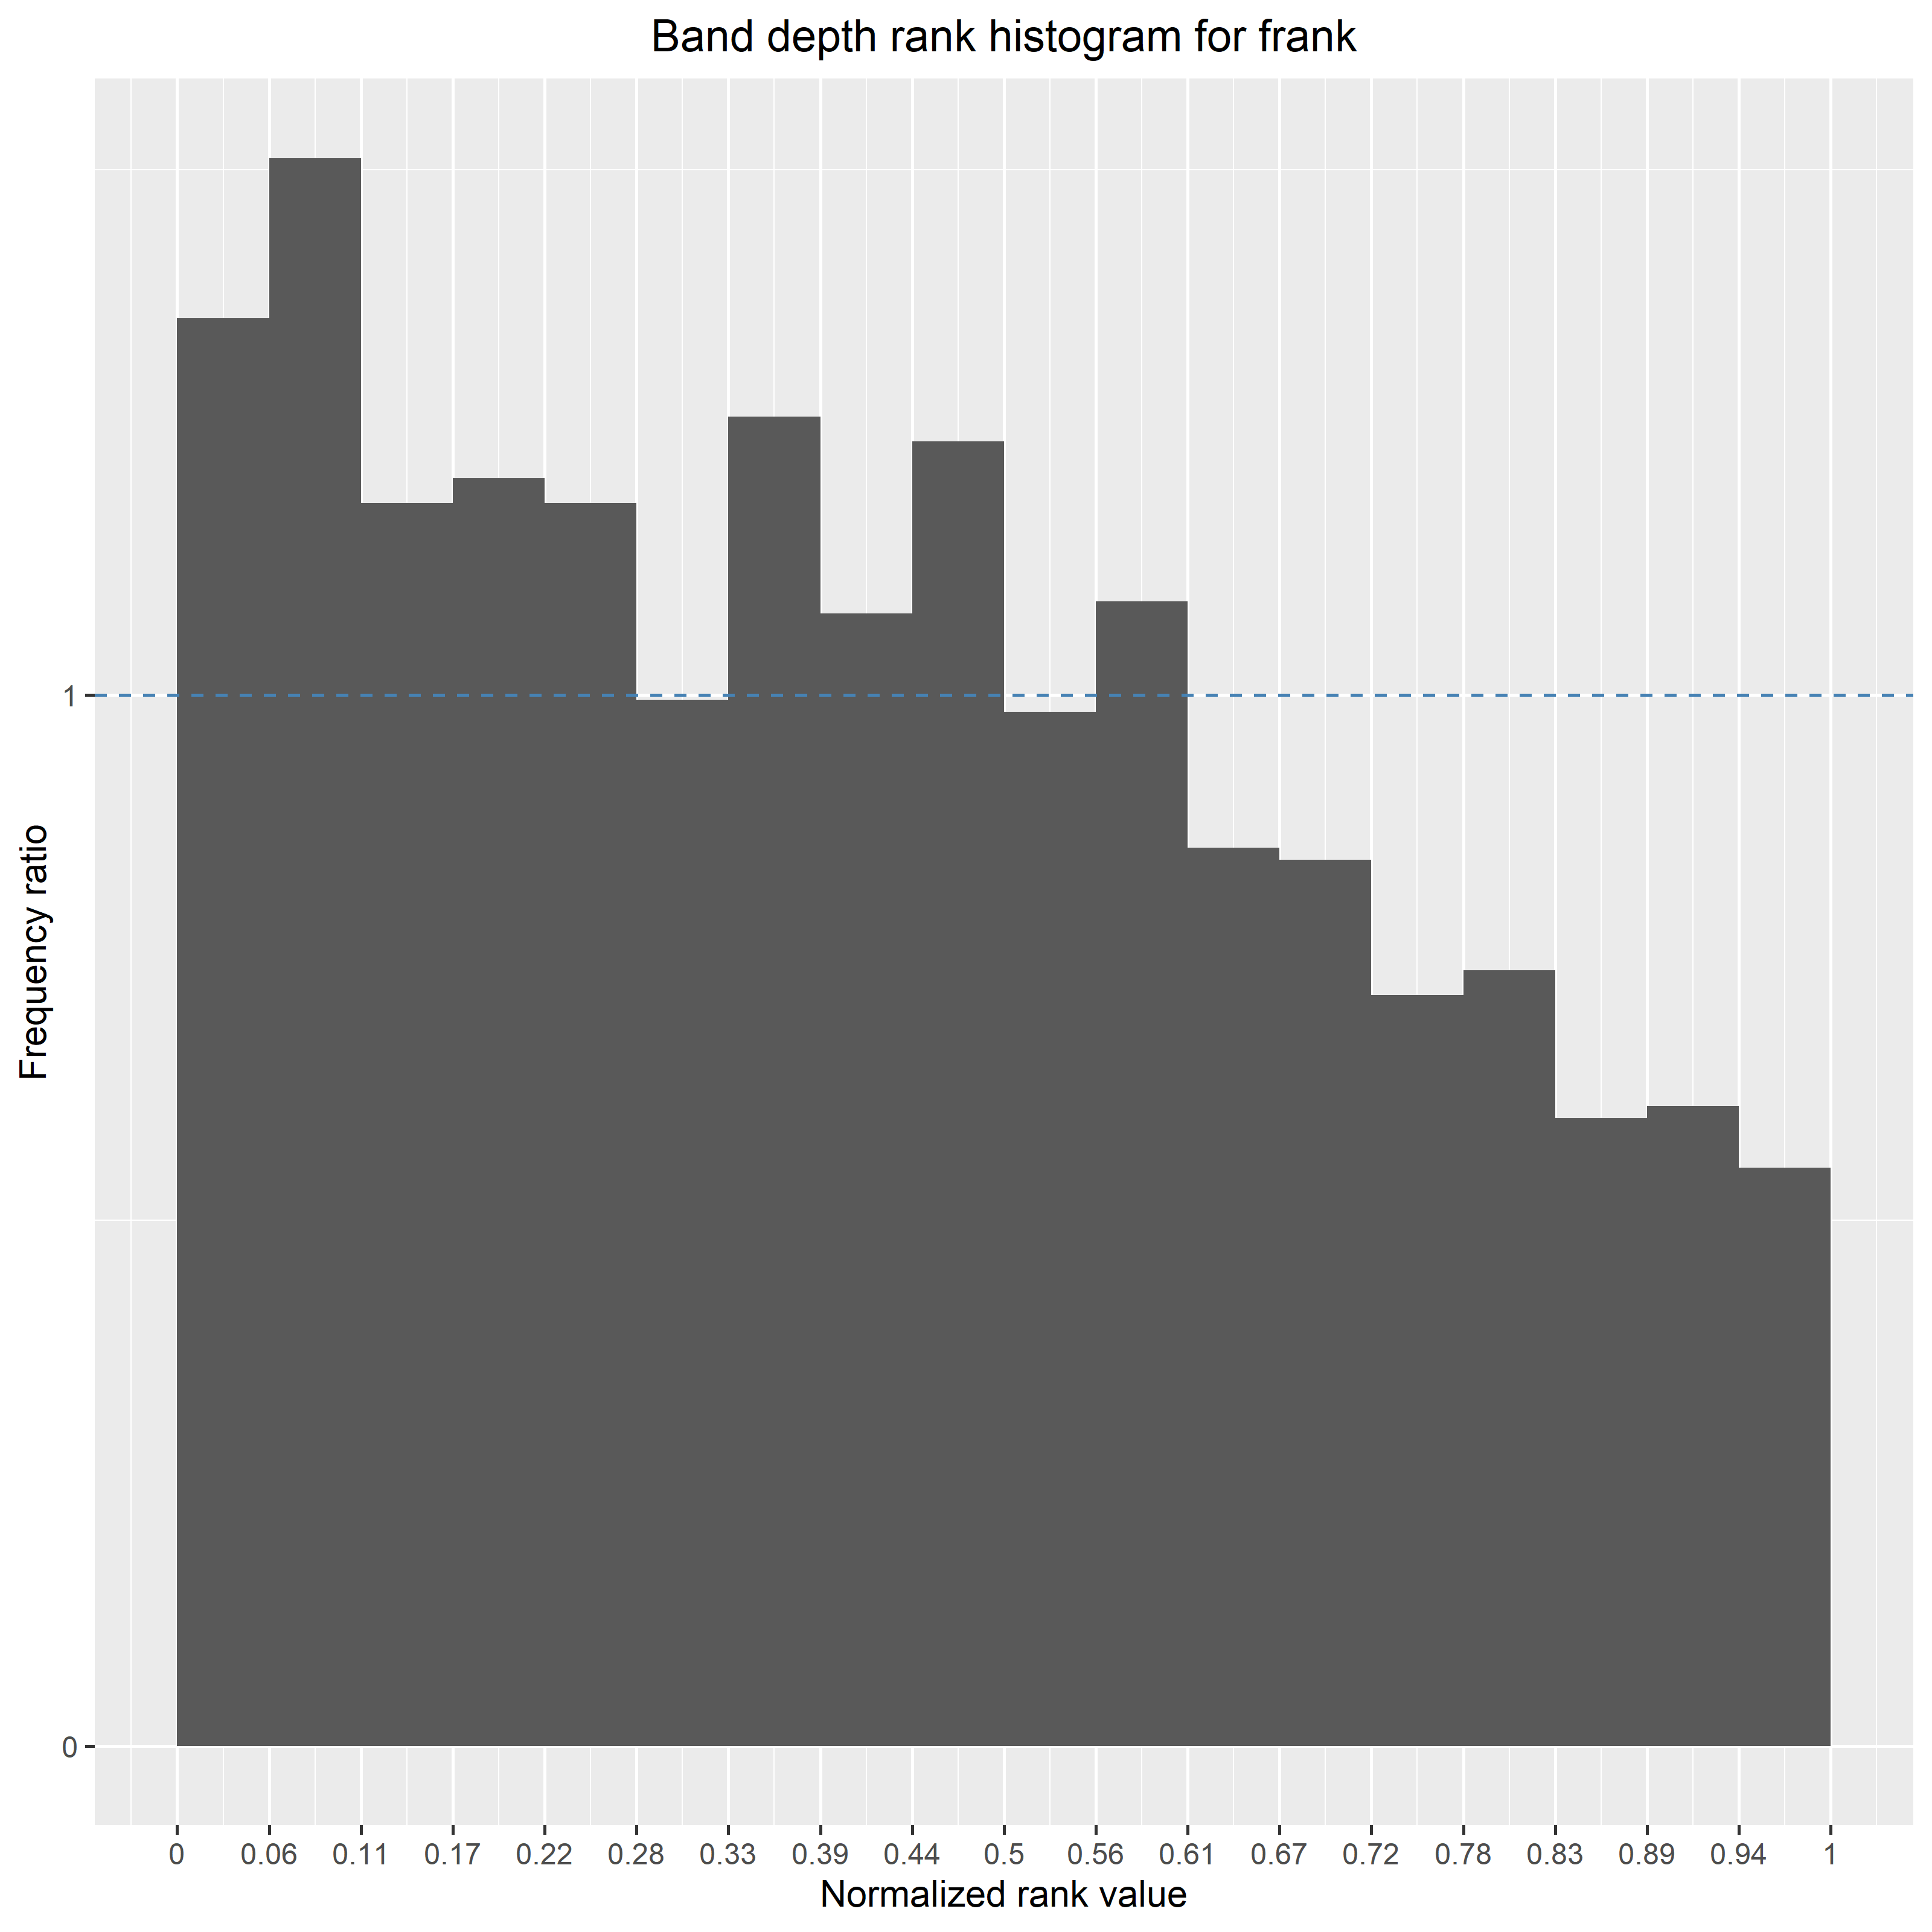 Band depth rank histogram for frank
Frequency ratio
1
0
0 0.06 0.11 0.17 0.22 0.28 0.33 0.39 0.44 0.5 0.56 0.61 0.67 0.72 0.78 0.83 0.89 0.94 1
Normalized rank value